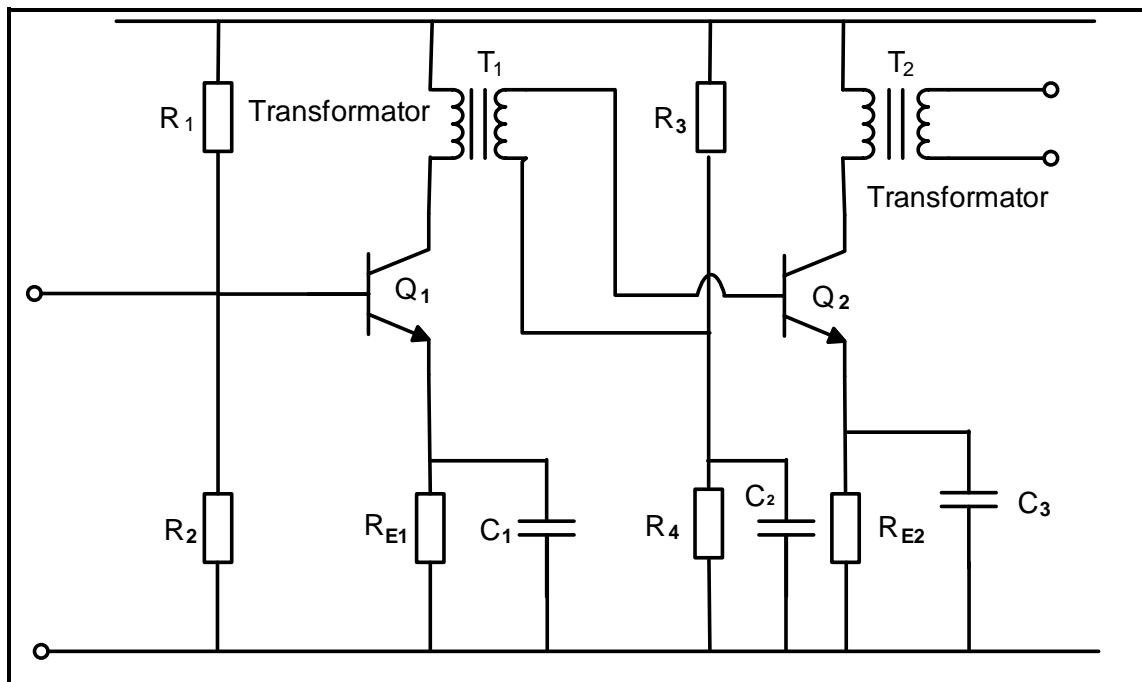 T1
T2
R1
Transformator
R3
Transformator
Q1
Q2
R2
RE1
C1
R4
C2
RE2
C3